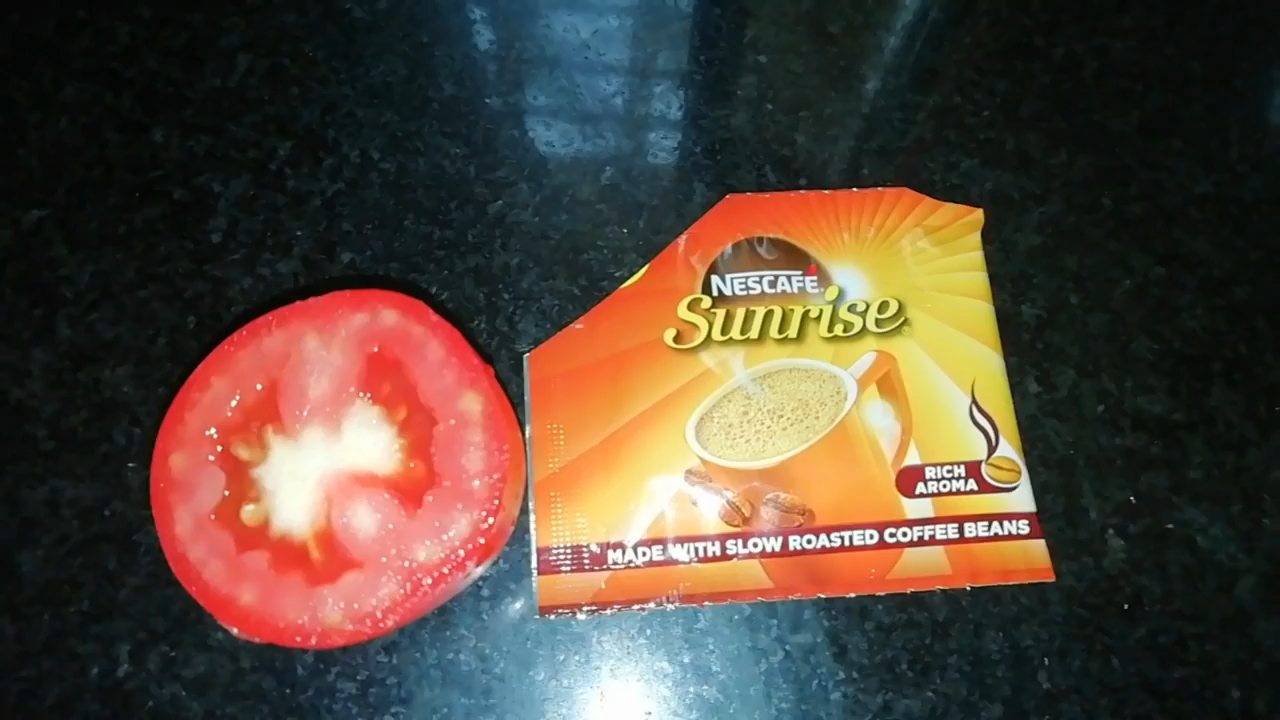 NESCAFÉ.
Sunrise
RICH
AROMA
MADE WITH SLOW ROASTED COFFEE BEANS